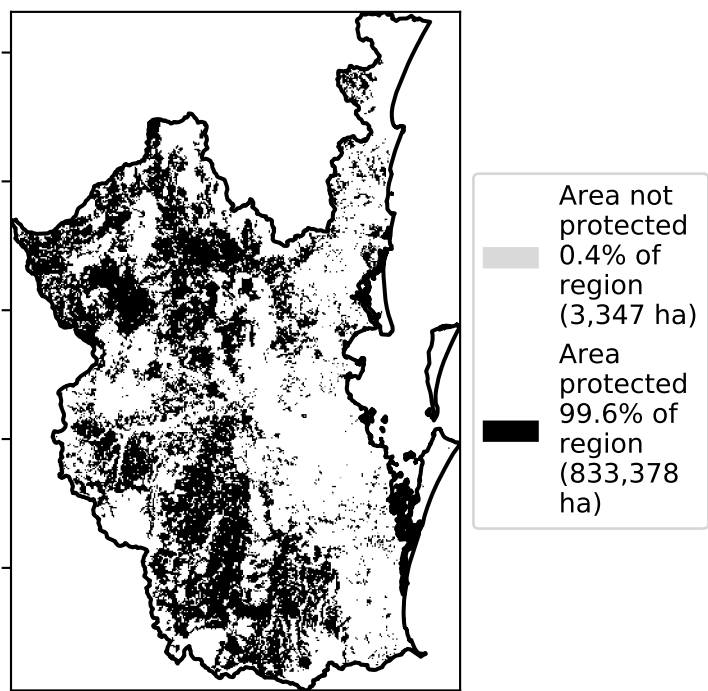 Area not
protected
0.4% of
region
(3,347 ha)
Area
protected
99.6% of
region
(833,378
ha)